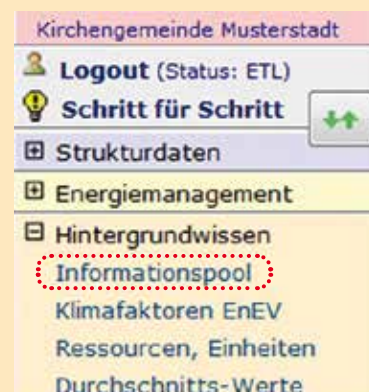 Kirchengemeinde Musterstadt
Logout (Status: ETL)
Schritt für Schritt
Strukturdaten
Energiemanagement
Hintergrundwissen
Informationspool
Klimafaktoren EnEV
Ressourcen, Einheiten
Durchschnitts-Werte